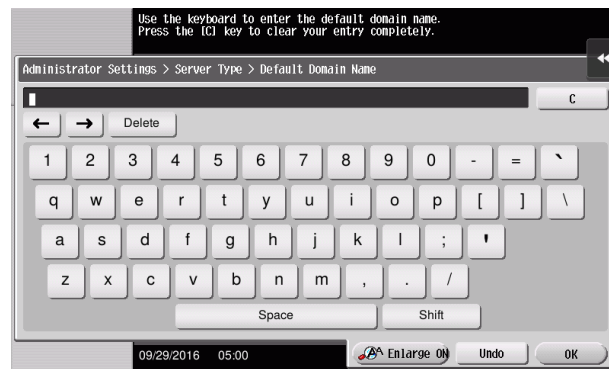 Use the keyboard to enter the default domain name.
Press the [C] key to clear your entry completely.
Administrator Settings > Server Type > Default Domain Name
C
← → Delete
1 2 3 4 5 6 7 8 9 0 - = `
q w e r t y u i o p [ ] \
a s d f g h j k l ; '
z x c v b n m , . /
Space Shift
09/29/2016 05:00 Enlarge ON Undo OK